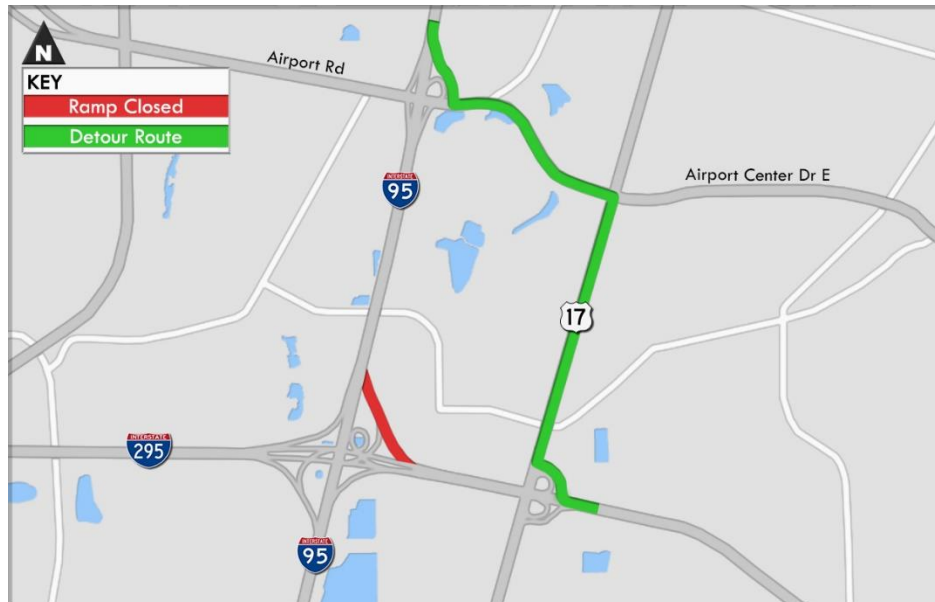 Airport Rd
N
KEY
Ramp Closed
Detour Route
INTERSTATE
95
Airport Center Dr E
17
INTERSTATE
295
INTERSTATE
95